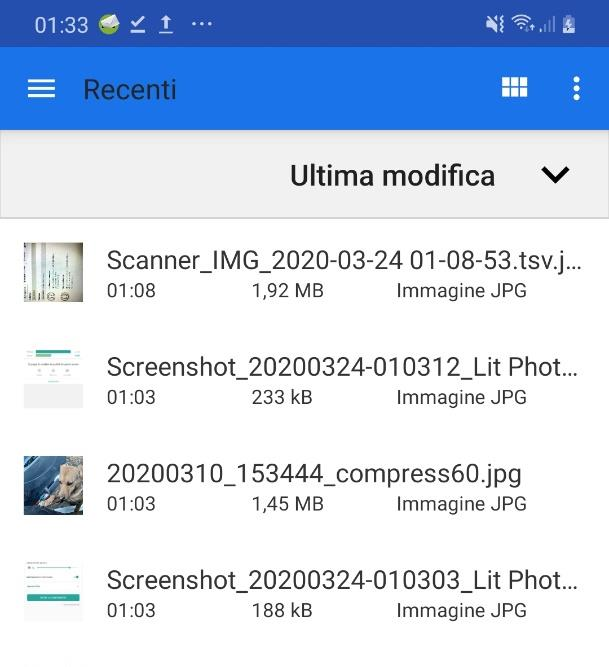 01:33
Recenti
Ultima modifica
Scanner_IMG_2020-03-24 01-08-53.tsv.j...
01:08 1,92 MB Immagine JPG
Screenshot_20200324-010312_Lit Phot...
01:03 233 kB Immagine JPG
20200310_153444_compress60.jpg
01:03 1,45 MB Immagine JPG
Screenshot_20200324-010303_Lit Phot...
01:03 188 kB Immagine JPG